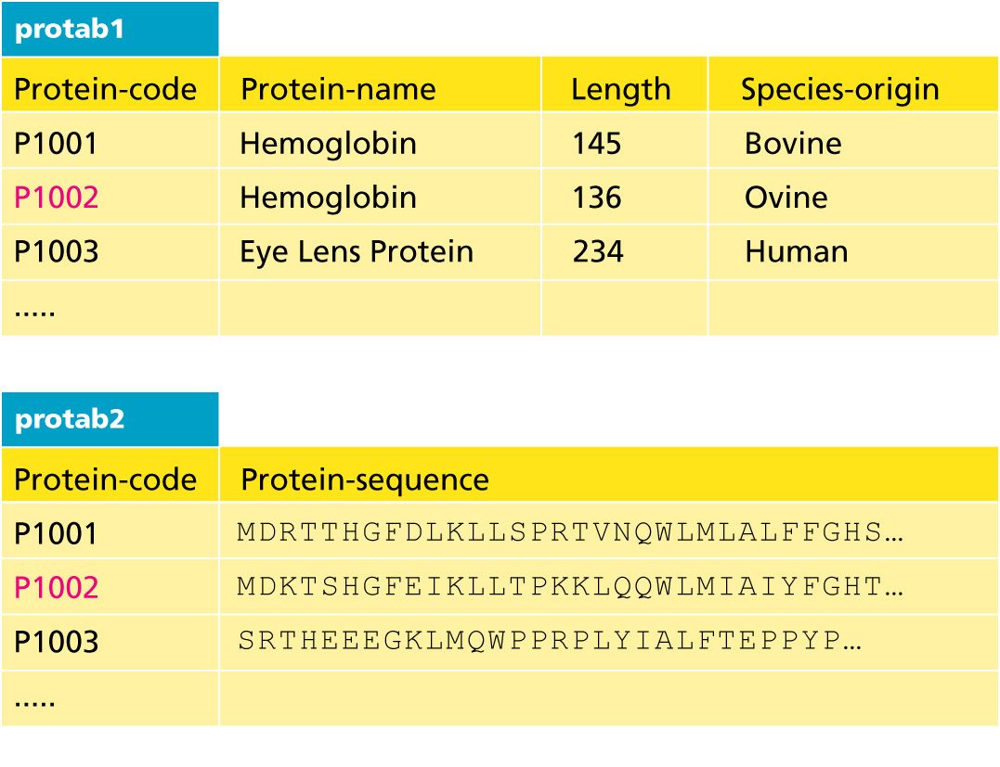 protab1
Protein-code Protein-name Length Species-origin
P1001 Hemoglobin 145 Bovine
P1002 Hemoglobin 136 Ovine
P1003 Eye Lens Protein 234 Human
.....
protab2
Protein-code Protein-sequence
P1001 MDRTTHGFDLKLLSPRTVNQWLMLALFFGHS...
P1002 MDKTSHGFEIKLLTPKKLQQWLMIAIYFGHT...
P1003 SRTHEEEGKLMQWPPRPLYIALFTEPPYP...
.....